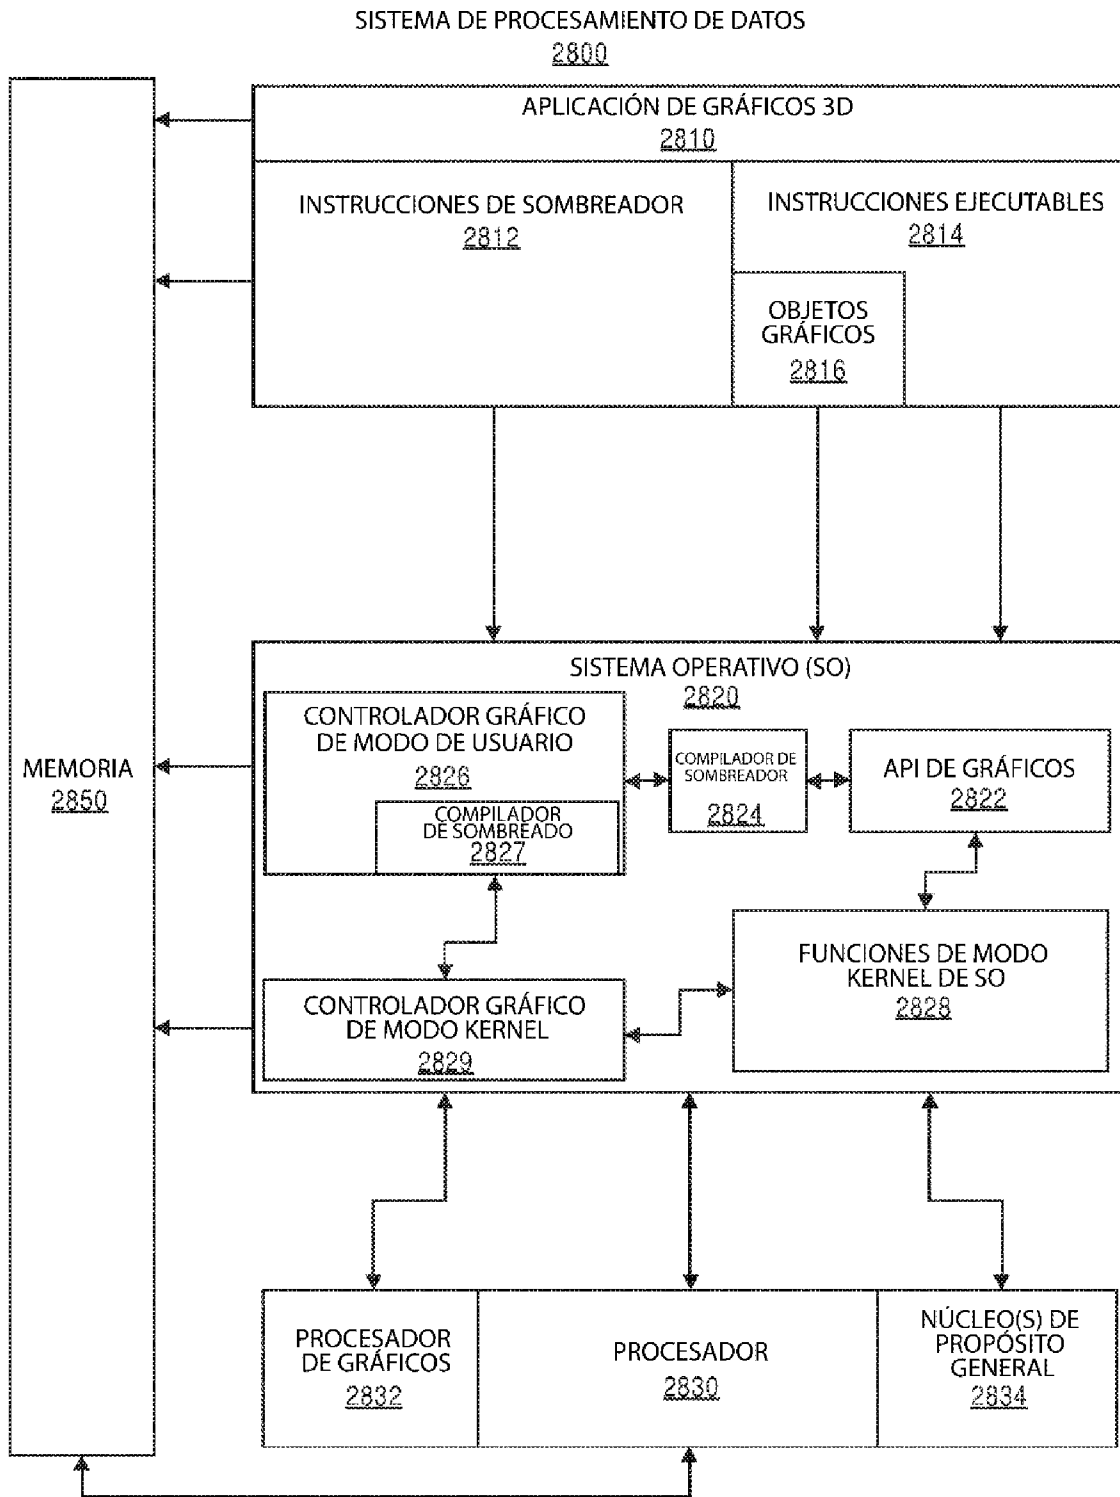 SISTEMA DE PROCESAMIENTO DE DATOS
2800
APLICACIÓN DE GRÁFICOS 3D
2810
INSTRUCCIONES DE SOMBREADOR
2812
INSTRUCCIONES EJECUTABLES
2814
OBJETOS
GRÁFICOS
2816
MEMORIA
2850
SISTEMA OPERATIVO (SO)
2820
CONTROLADOR GRÁFICO
DE MODO DE USUARIO
2826
COMPILADOR
DE SOMBREADO
2827
COMPILADOR DE
SOMBREADOR
2824
API DE GRÁFICOS
2822
CONTROLADOR GRÁFICO
DE MODO KERNEL
2829
FUNCIONES DE MODO
KERNEL DE SO
2828
PROCESADOR
DE GRÁFICOS
2832
PROCESADOR
2830
NÚCLEO(S) DE
PROPÓSITO
GENERAL
2834